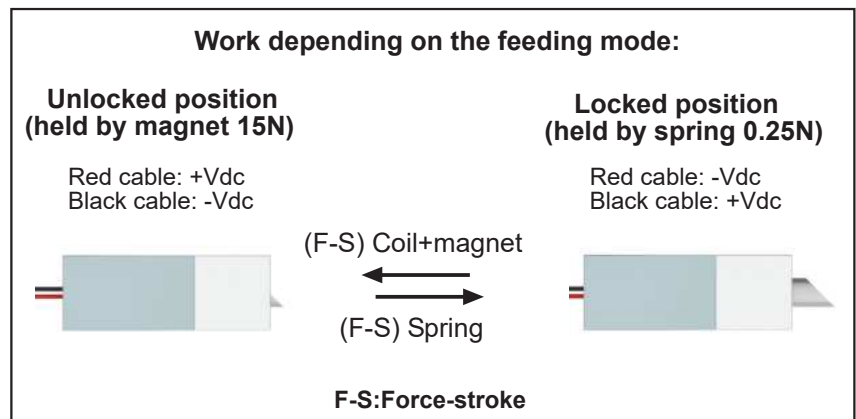 Work depending on the feeding mode:
Unlocked position
(held by magnet 15N)
Red cable: +Vdc
Black cable: -Vdc
Locked position
(held by spring 0.25N)
Red cable: -Vdc
Black cable: +Vdc
(F-S) Coil+magnet
(F-S) Spring
F-S:Force-stroke